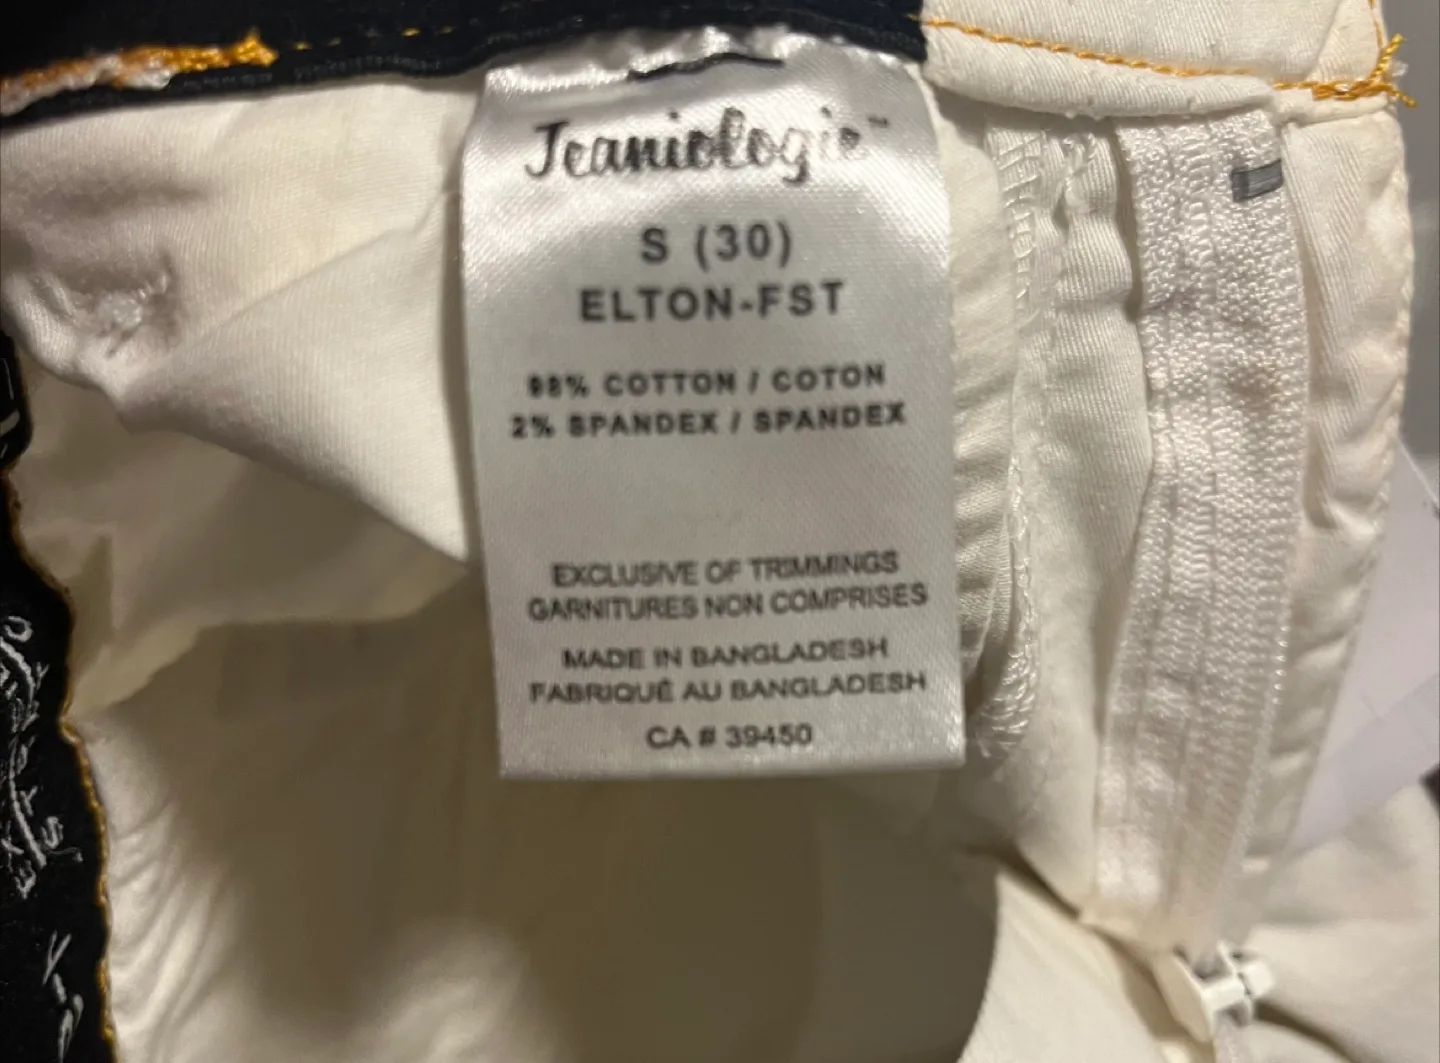 Jeaniologie™
S (30)
ELTON-FST
98% COTTON / COTON
2% SPANDEX / SPANDEX
EXCLUSIVE OF TRIMMINGS
GARNITURES NON COMPRISES
MADE IN BANGLADESH
FABRIQUÉ AU BANGLADESH
CA # 39450